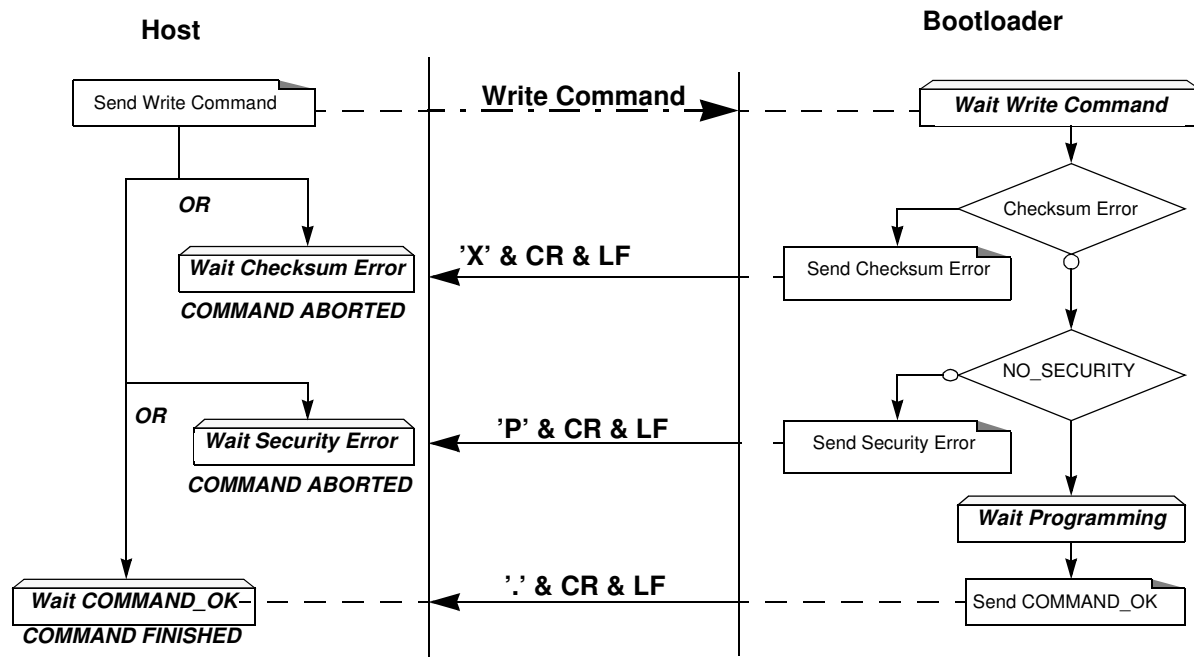 Host
Bootloader
Send Write Command
Write Command
Wait Write Command
OR
Checksum Error
Wait Checksum Error
’X’ & CR & LF
Send Checksum Error
COMMAND ABORTED
NO_SECURITY
OR
Wait Security Error
’P’ & CR & LF
Send Security Error
COMMAND ABORTED
Wait Programming
Wait COMMAND_OK
’.’ & CR & LF
Send COMMAND_OK
COMMAND FINISHED